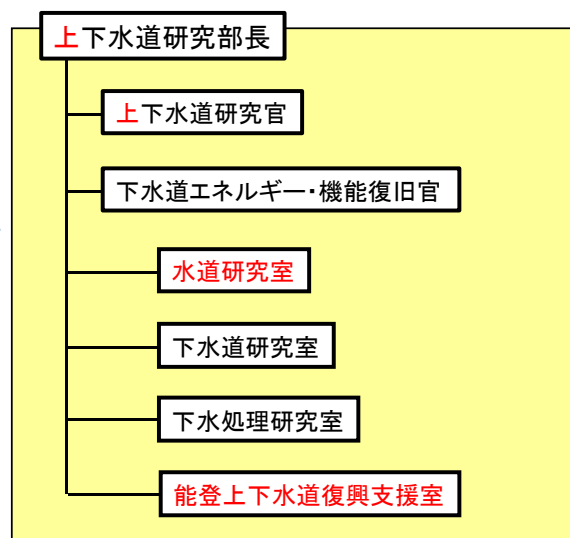 上下水道研究部長
上下水道研究官
下水道エネルギー・機能復旧官
水道研究室
下水道研究室
下水処理研究室
能登上下水道復興支援室